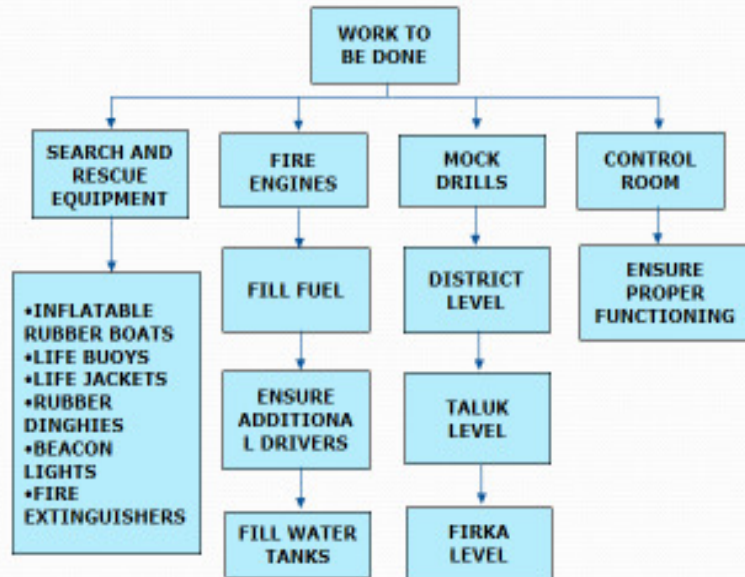 WORK TO
BE DONE
SEARCH AND
RESCUE
EQUIPMENT
FIRE
ENGINES
MOCK
DRILLS
CONTROL
ROOM
•INFLATABLE
RUBBER BOATS
•LIFE BUOYS
•LIFE JACKETS
•RUBBER
DINGHIES
•BEACON
LIGHTS
•FIRE
EXTINGUISHERS
FILL FUEL
ENSURE
ADDITIONA
L DRIVERS
FILL WATER
TANKS
DISTRICT
LEVEL
TALUK
LEVEL
FIRKA
LEVEL
ENSURE
PROPER
FUNCTIONING